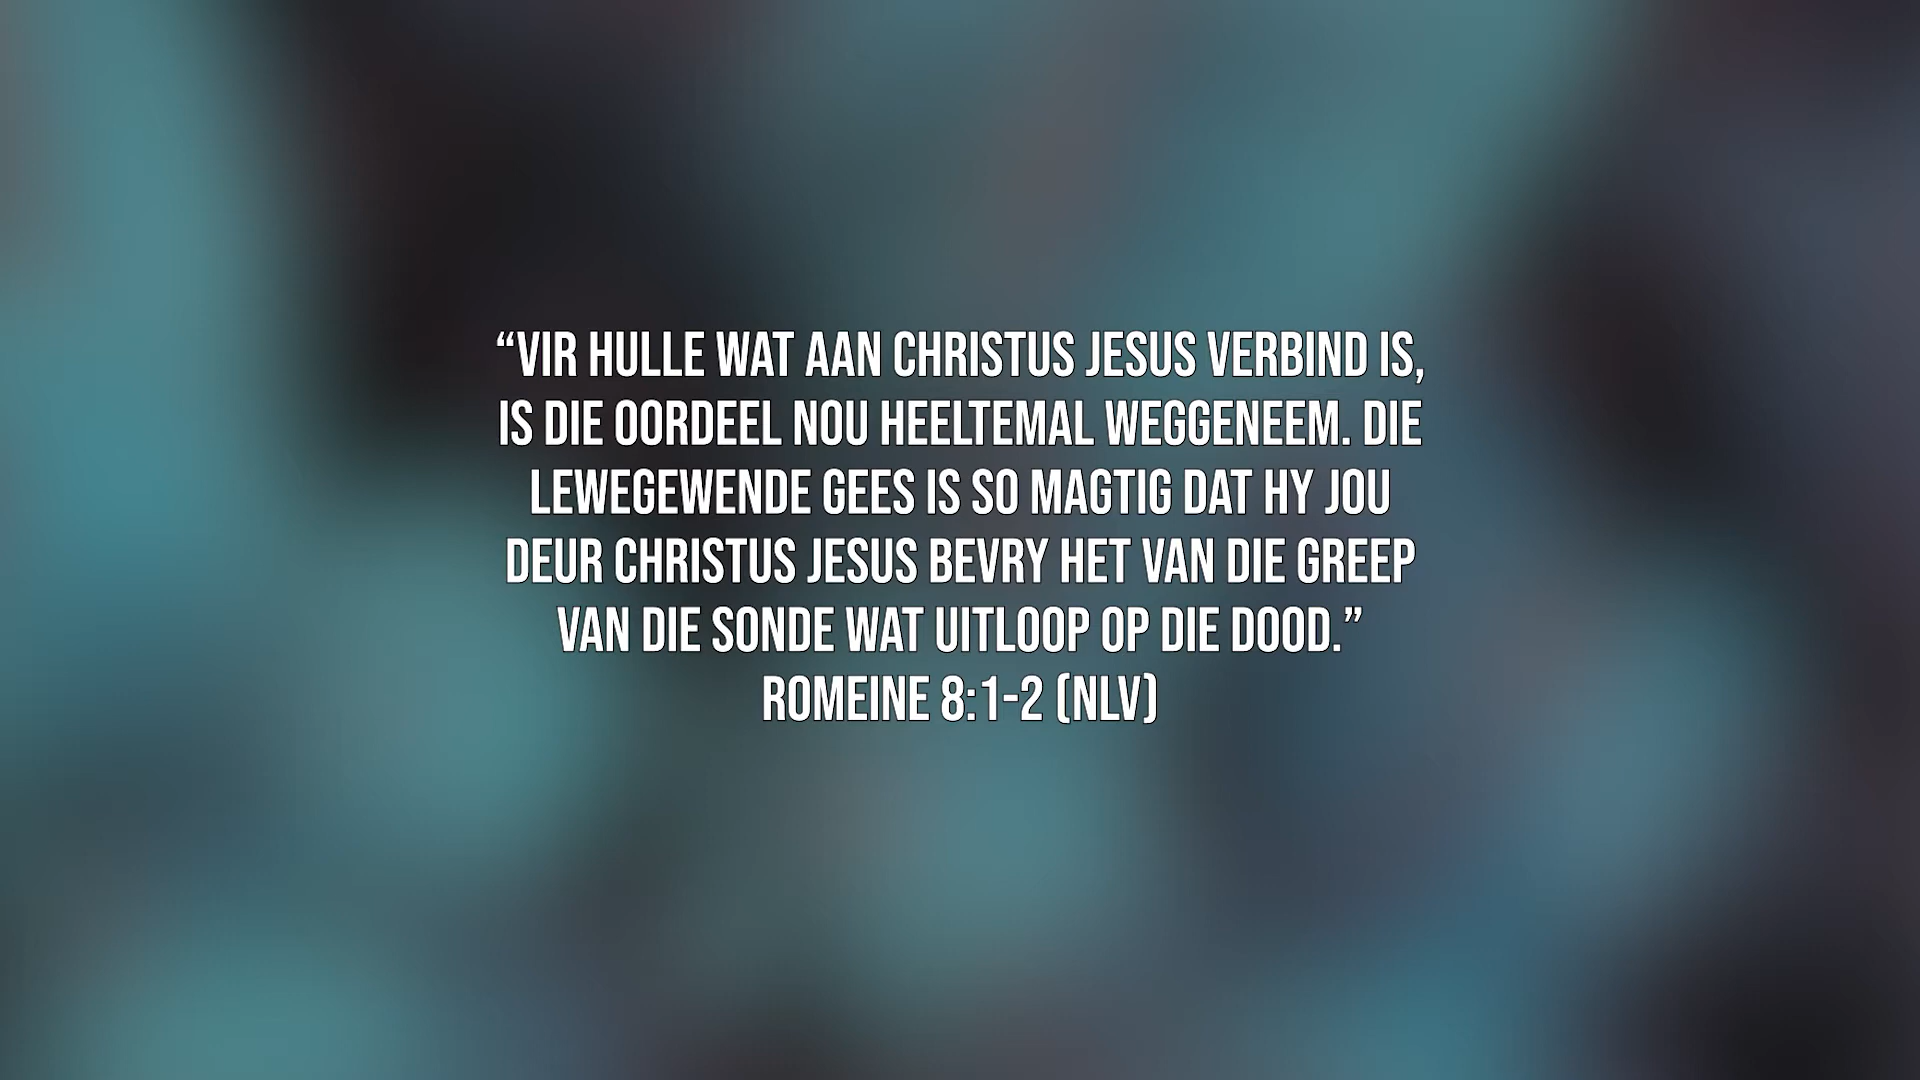 “VIR HULLE WAT AAN CHRISTUS JESUS VERBIND IS,
IS DIE OORDEEL NOU HEELTEMAL WEGGENEEM. DIE
LEWEGEWENDE GEES IS SO MAGTIG DAT HY JOU
DEUR CHRISTUS JESUS BEVRY HET VAN DIE GREEP
VAN DIE SONDE WAT UITLOOP OP DIE DOOD.”
ROMEINE 8:1-2 (NLV)